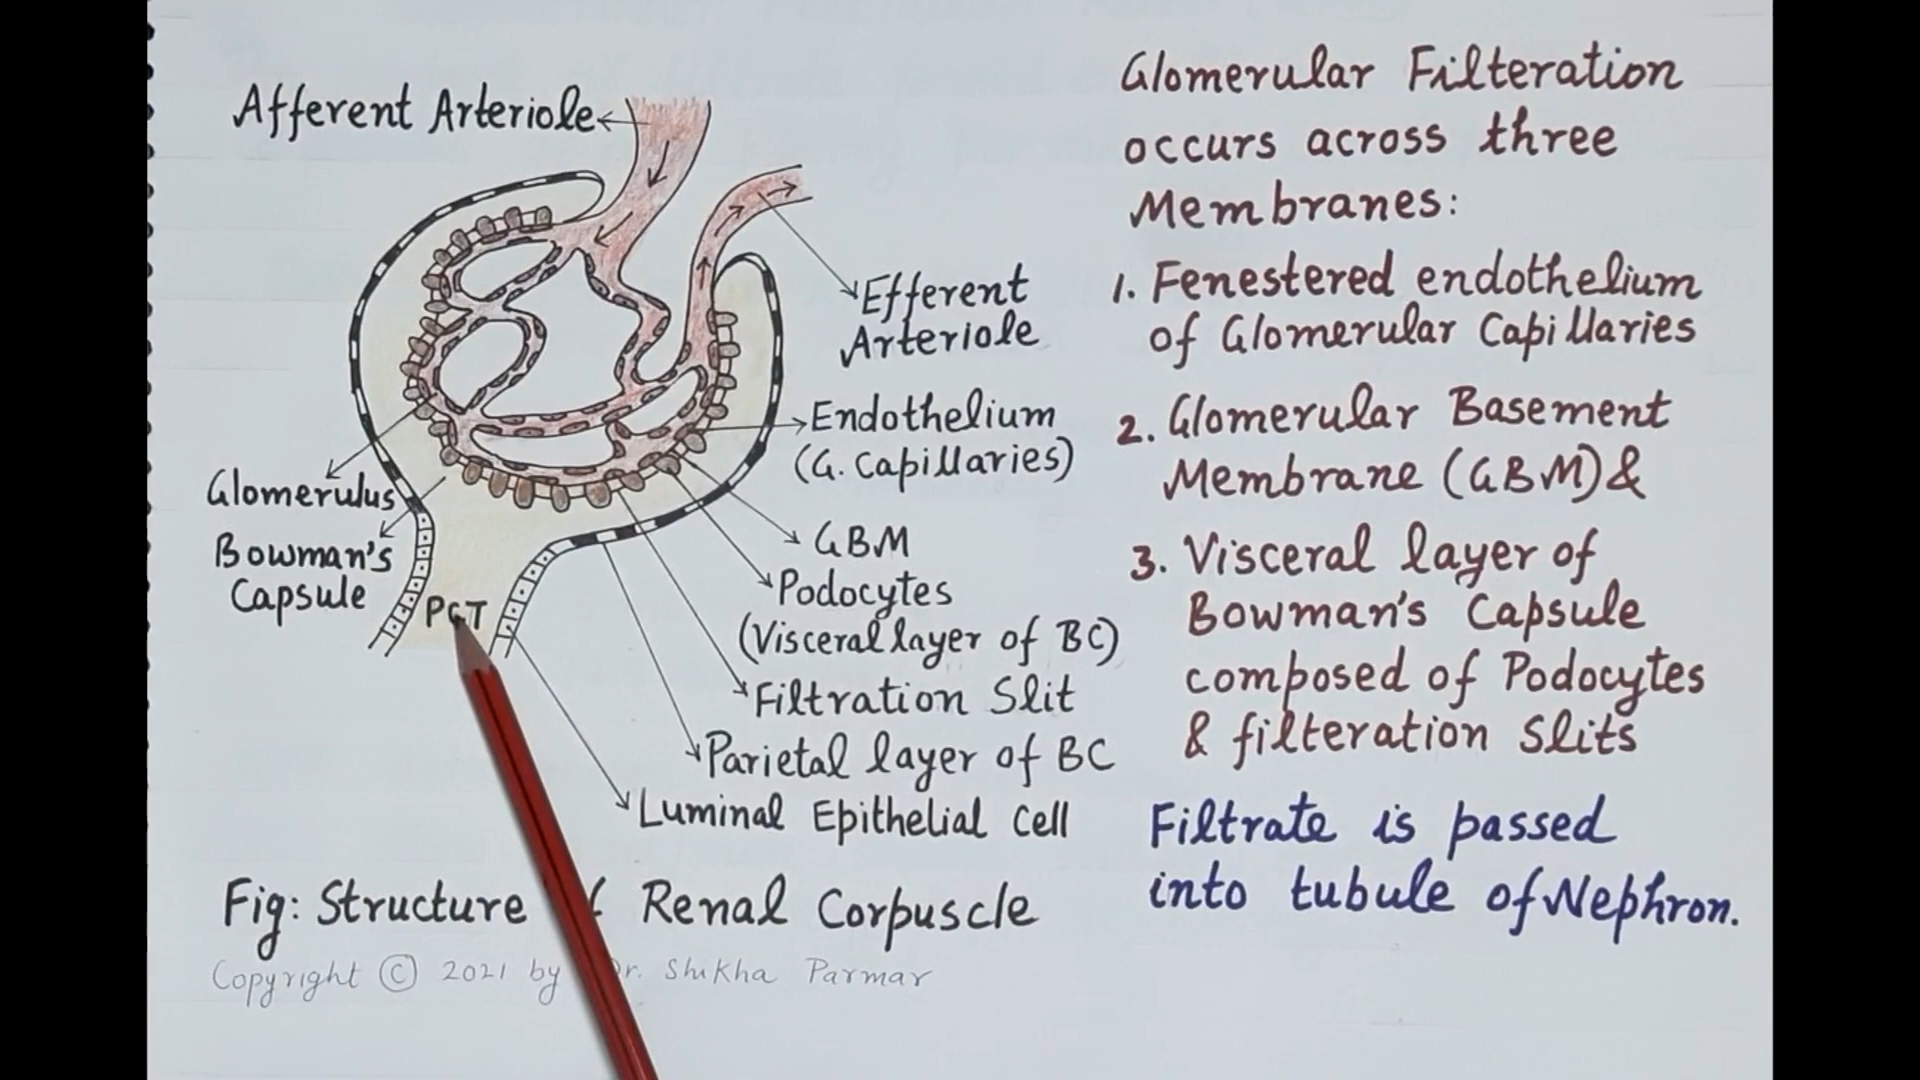 Afferent Arteriole
Efferent
Arteriole
Endothelium
(G. Capillaries)
Glomerulus
Bowman's
Capsule
PCT
GBM
Podocytes
(Visceral layer of BC)
Filtration Slit
Parietal layer of BC
Luminal Epithelial Cell
Fig: Structure Renal Corpuscle
Copyright © 2021 by Dr. Shikha Parmar
Glomerular Filteration
occurs across three
Membranes:
1. Fenestered endothelium
of Glomerular Capillaries
2. Glomerular Basement
Membrane (GBM) &
3. Visceral layer of
Bowman's Capsule
composed of Podocytes
& filteration Slits
Filtrate is passed
into tubule of Nephron.